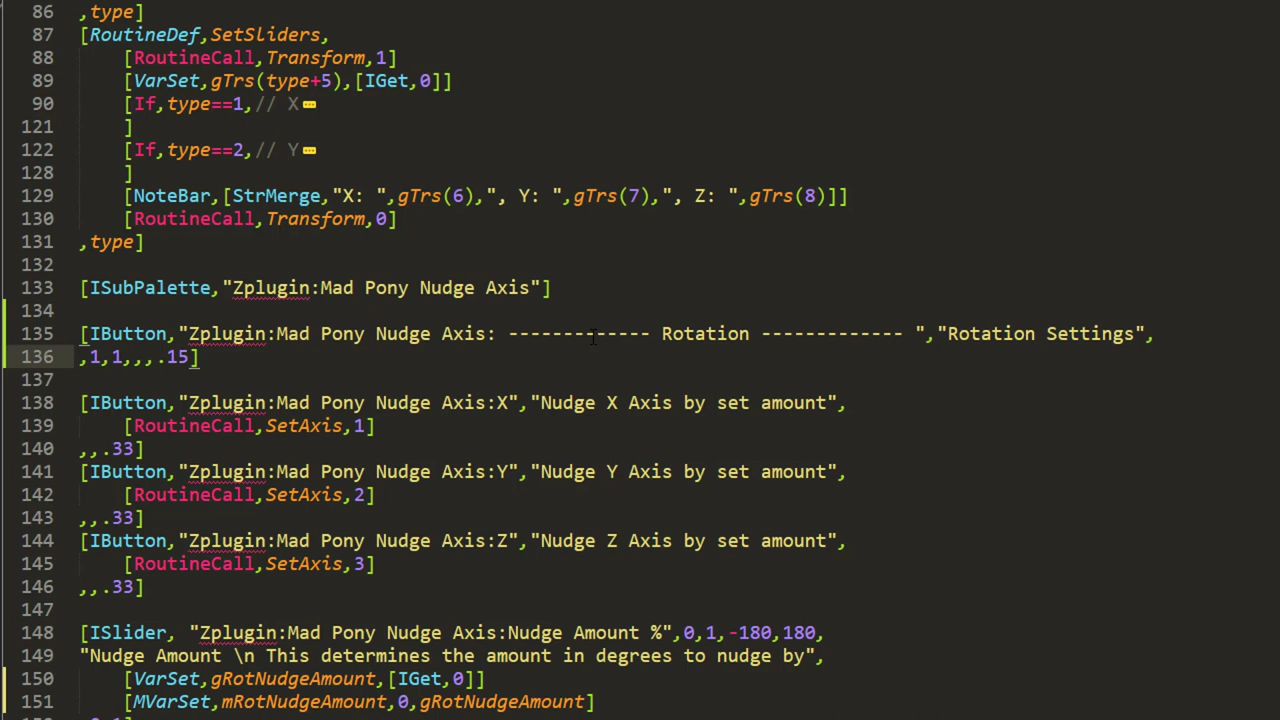 86 ,type]
87 [RoutineDef,SetSliders,
88 [RoutineCall,Transform,1]
89 [VarSet,gTrs(type+5),[IGet,0]]
90 [If,type==1,// X
121 ]
122 [If,type==2,// Y
128 ]
129 [NoteBar,[StrMerge,"X: ",gTrs(6),", Y: ",gTrs(7),", Z: ",gTrs(8)]]
130 [RoutineCall,Transform,0]
131 ,type]
132
133 [ISubPalette,"Zplugin:Mad Pony Nudge Axis"]
134
135 [IButton,"Zplugin:Mad Pony Nudge Axis: ------------- Rotation ------------- ","Rotation Settings",
136 ,1,1,,,.15]
137
138 [IButton,"Zplugin:Mad Pony Nudge Axis:X","Nudge X Axis by set amount",
139 [RoutineCall,SetAxis,1]
140 ,,.33]
141 [IButton,"Zplugin:Mad Pony Nudge Axis:Y","Nudge Y Axis by set amount",
142 [RoutineCall,SetAxis,2]
143 ,,.33]
144 [IButton,"Zplugin:Mad Pony Nudge Axis:Z","Nudge Z Axis by set amount",
145 [RoutineCall,SetAxis,3]
146 ,,.33]
147
148 [ISlider, "Zplugin:Mad Pony Nudge Axis:Nudge Amount %",0,1,-180,180,
149 "Nudge Amount \n This determines the amount in degrees to nudge by",
150 [VarSet,gRotNudgeAmount,[IGet,0]]
151 [MVarSet,mRotNudgeAmount,0,gRotNudgeAmount]